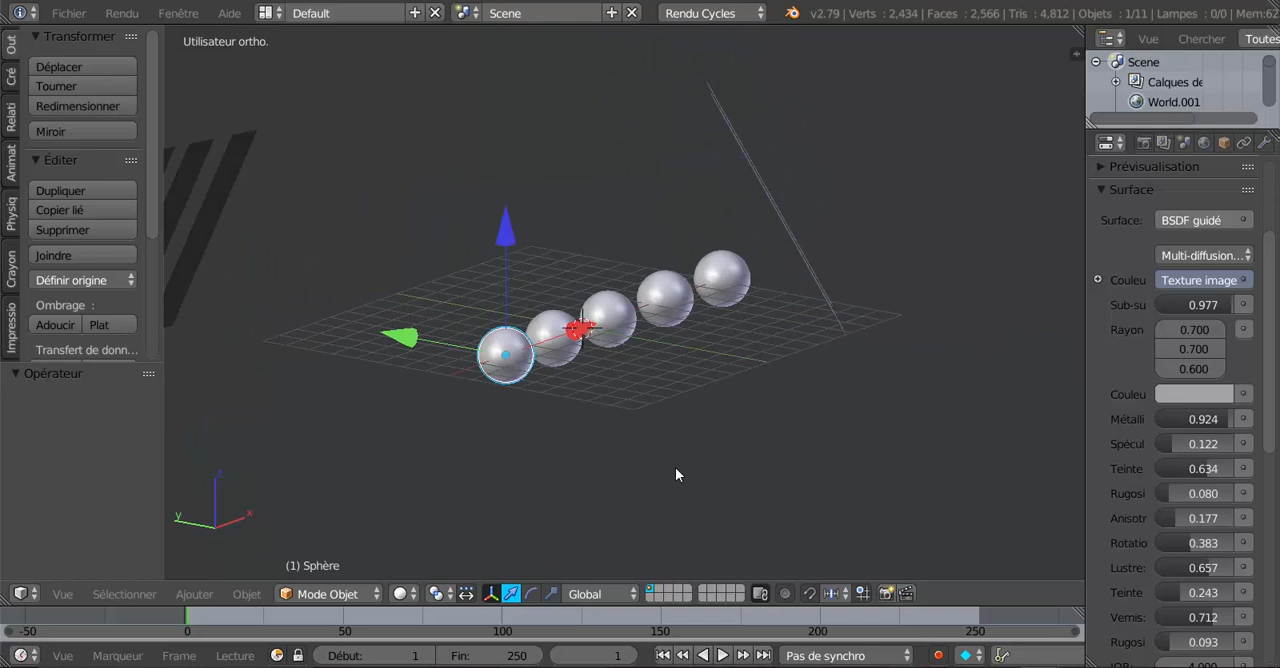 Fichier Rendu Fenêtre Aide Default Scene Rendu Cycles v2.79 | Verts : 2,434 | Faces : 2,566 | Tris : 4,812 | Objets : 1/11 | Lampes : 0/0 | Mem:62
Utilisateur ortho.
Out
Cré
Relati
Animat
Physiq
Crayon
Impressio
Transformer
Déplacer
Tourner
Redimensionner
Miroir
Éditer
Dupliquer
Copier lié
Supprimer
Joindre
Définir origine
Ombrage :
Adoucir Plat
Transfert de donn...
Opérateur
z
y x
(1) Sphère
Vue Chercher Toutes
Scene
Calques de
World.001
Prévisualisation
Surface
Surface: BSDF guidé
Multi-diffusion...
Couleu Texture image
Sub-su 0.977
Rayon 0.700
0.700
0.600
Couleu
Métalli 0.924
Spécul 0.122
Teinte 0.634
Rugosi 0.080
Anisotr 0.177
Rotatio 0.383
Lustre: 0.657
Teinte 0.243
Vernis: 0.712
Rugosi 0.093
Vue Sélectionner Ajouter Objet Mode Objet Global
-50 0 50 100 150 200 250
Vue Marqueur Frame Lecture Début: 1 Fin: 250 1 Pas de synchro